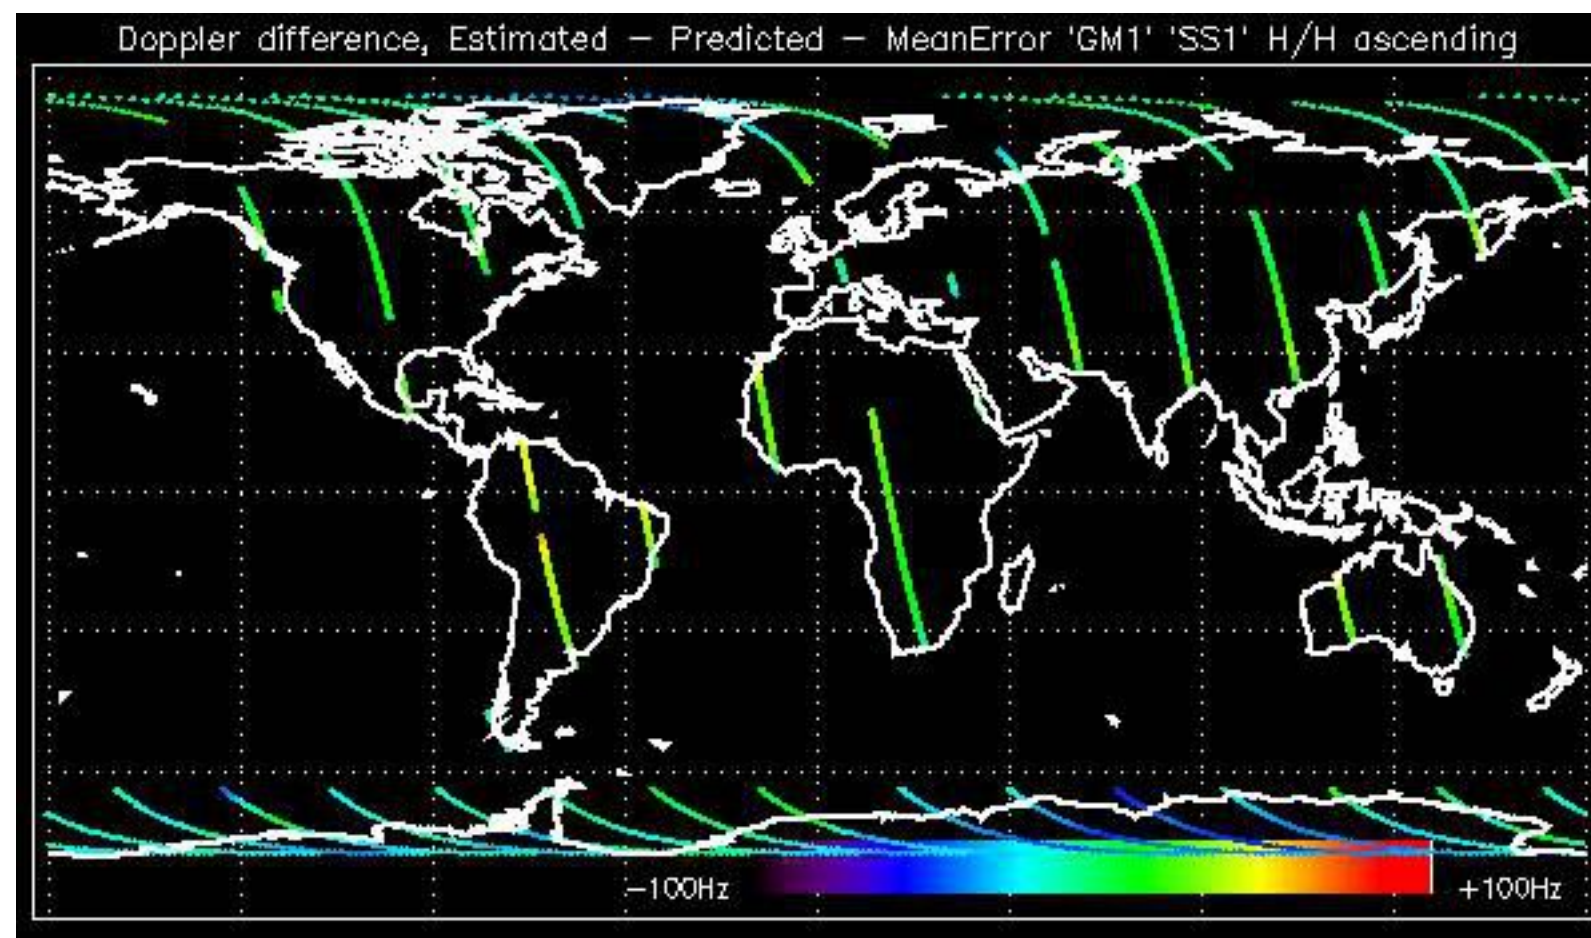 Doppler difference, Estimated – Predicted – MeanError 'GM1' 'SS1' H/H ascending
–100Hz
+100Hz